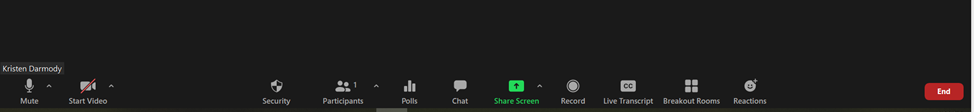 Kristen Darmody
1
CC
Mute Start Video Security Participants Polls Chat Share Screen Record Live Transcript Breakout Rooms Reactions End